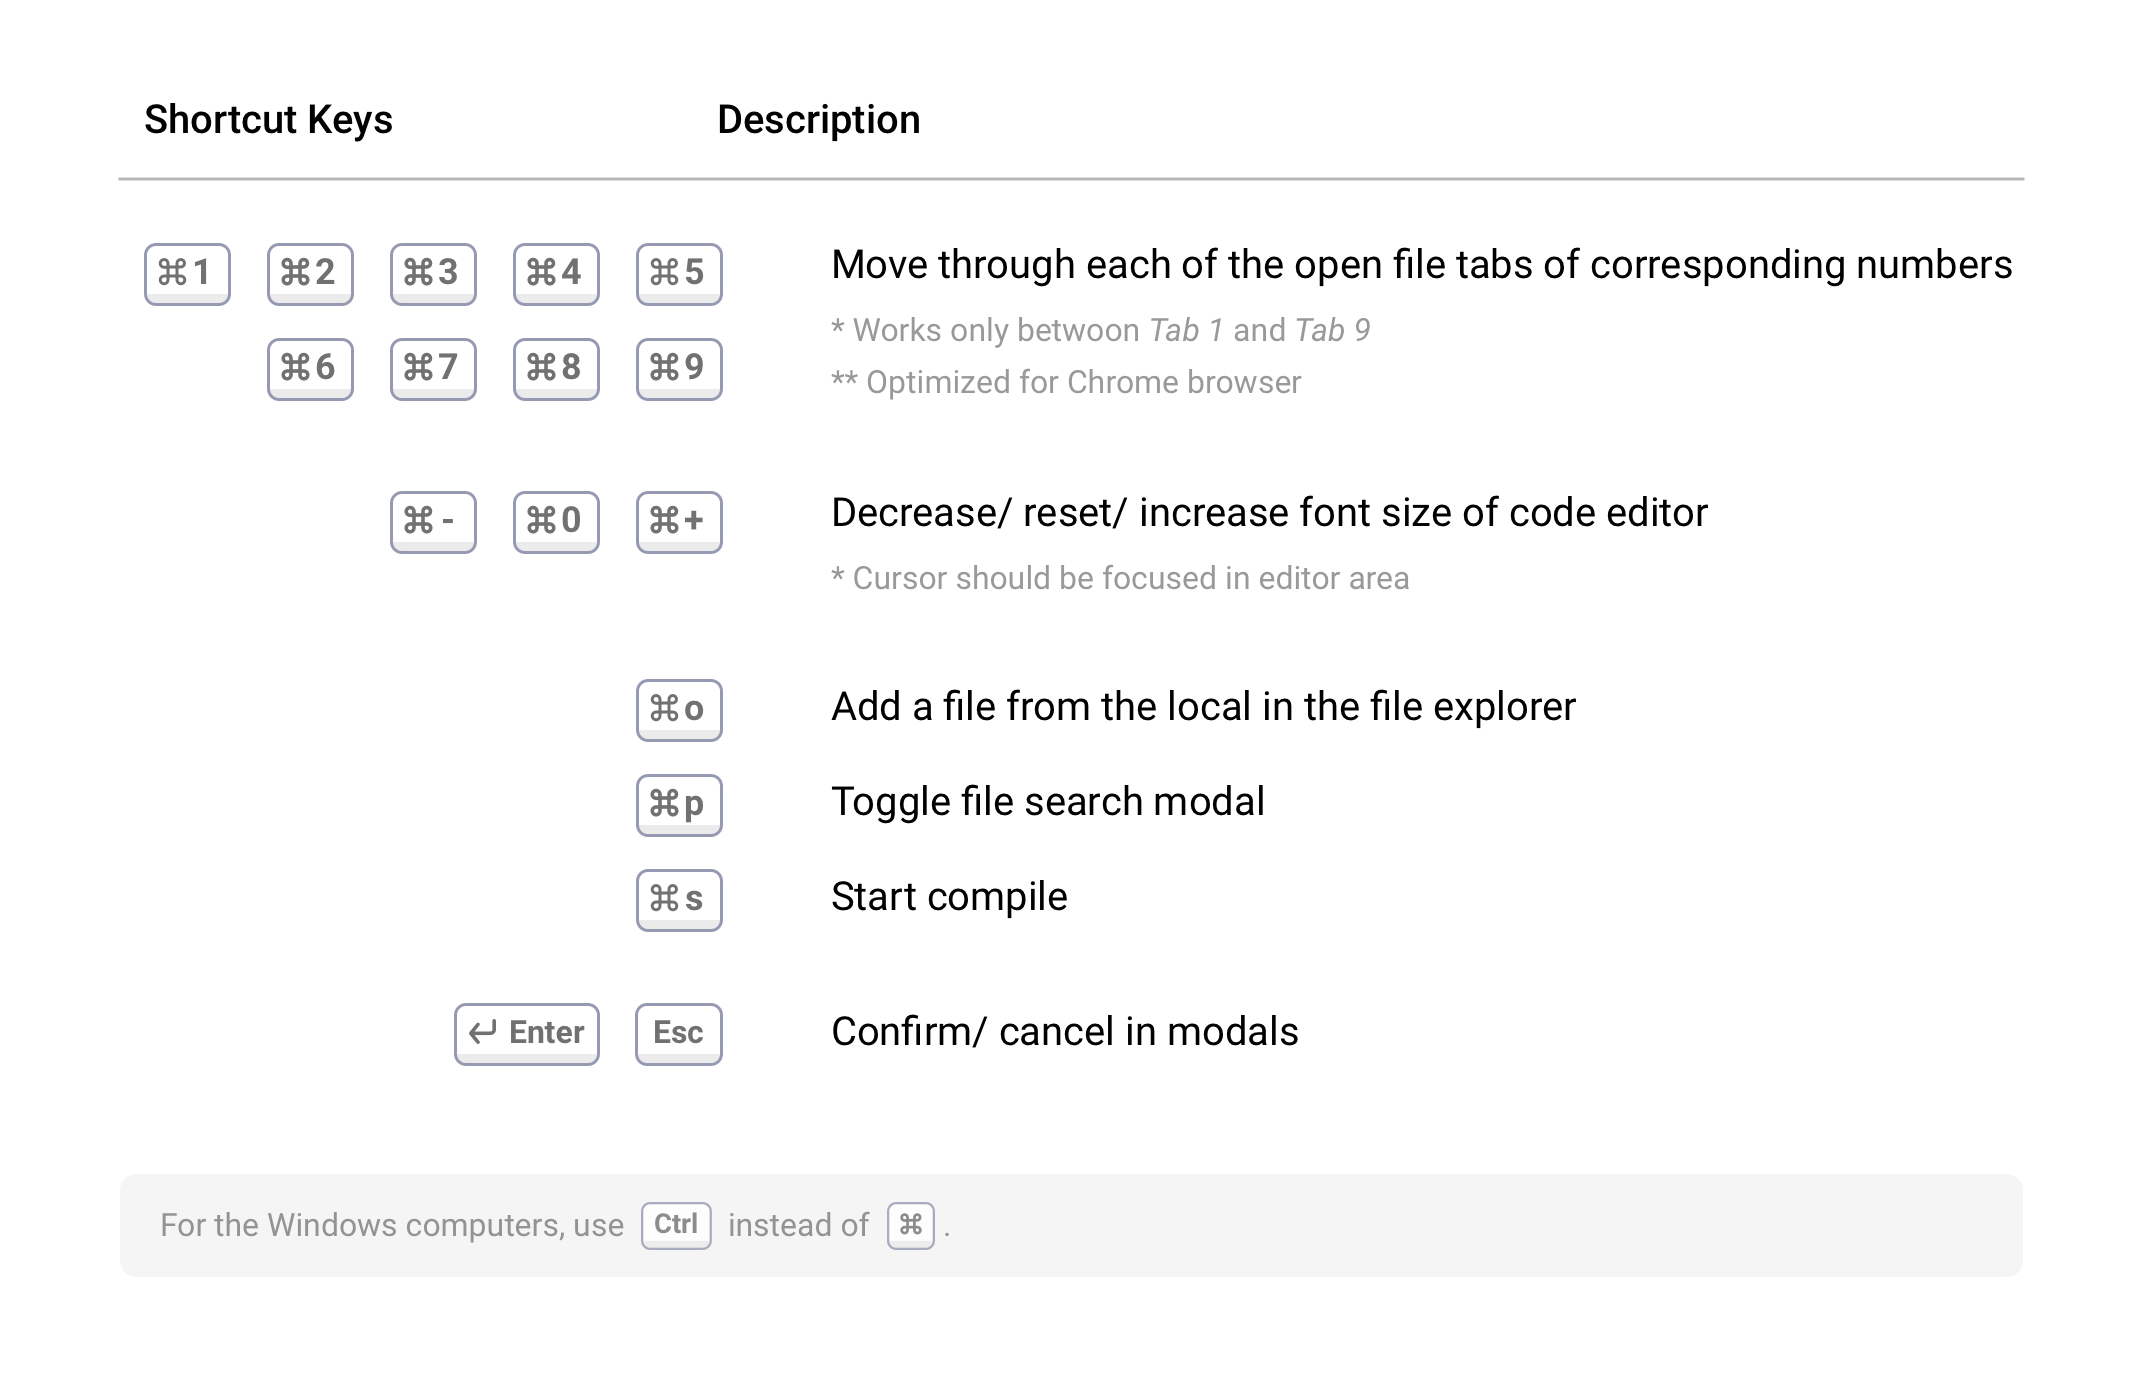 Shortcut Keys Description
⌘1 ⌘2 ⌘3 ⌘4 ⌘5 Move through each of the open file tabs of corresponding numbers
* Works only betwoon Tab 1 and Tab 9
⌘6 ⌘7 ⌘8 ⌘9
** Optimized for Chrome browser
⌘- ⌘0 ⌘+ Decrease/ reset/ increase font size of code editor
* Cursor should be focused in editor area
⌘o Add a file from the local in the file explorer
⌘p Toggle file search modal
⌘s Start compile
↵ Enter Esc Confirm/ cancel in modals
For the Windows computers, use Ctrl instead of ⌘ .